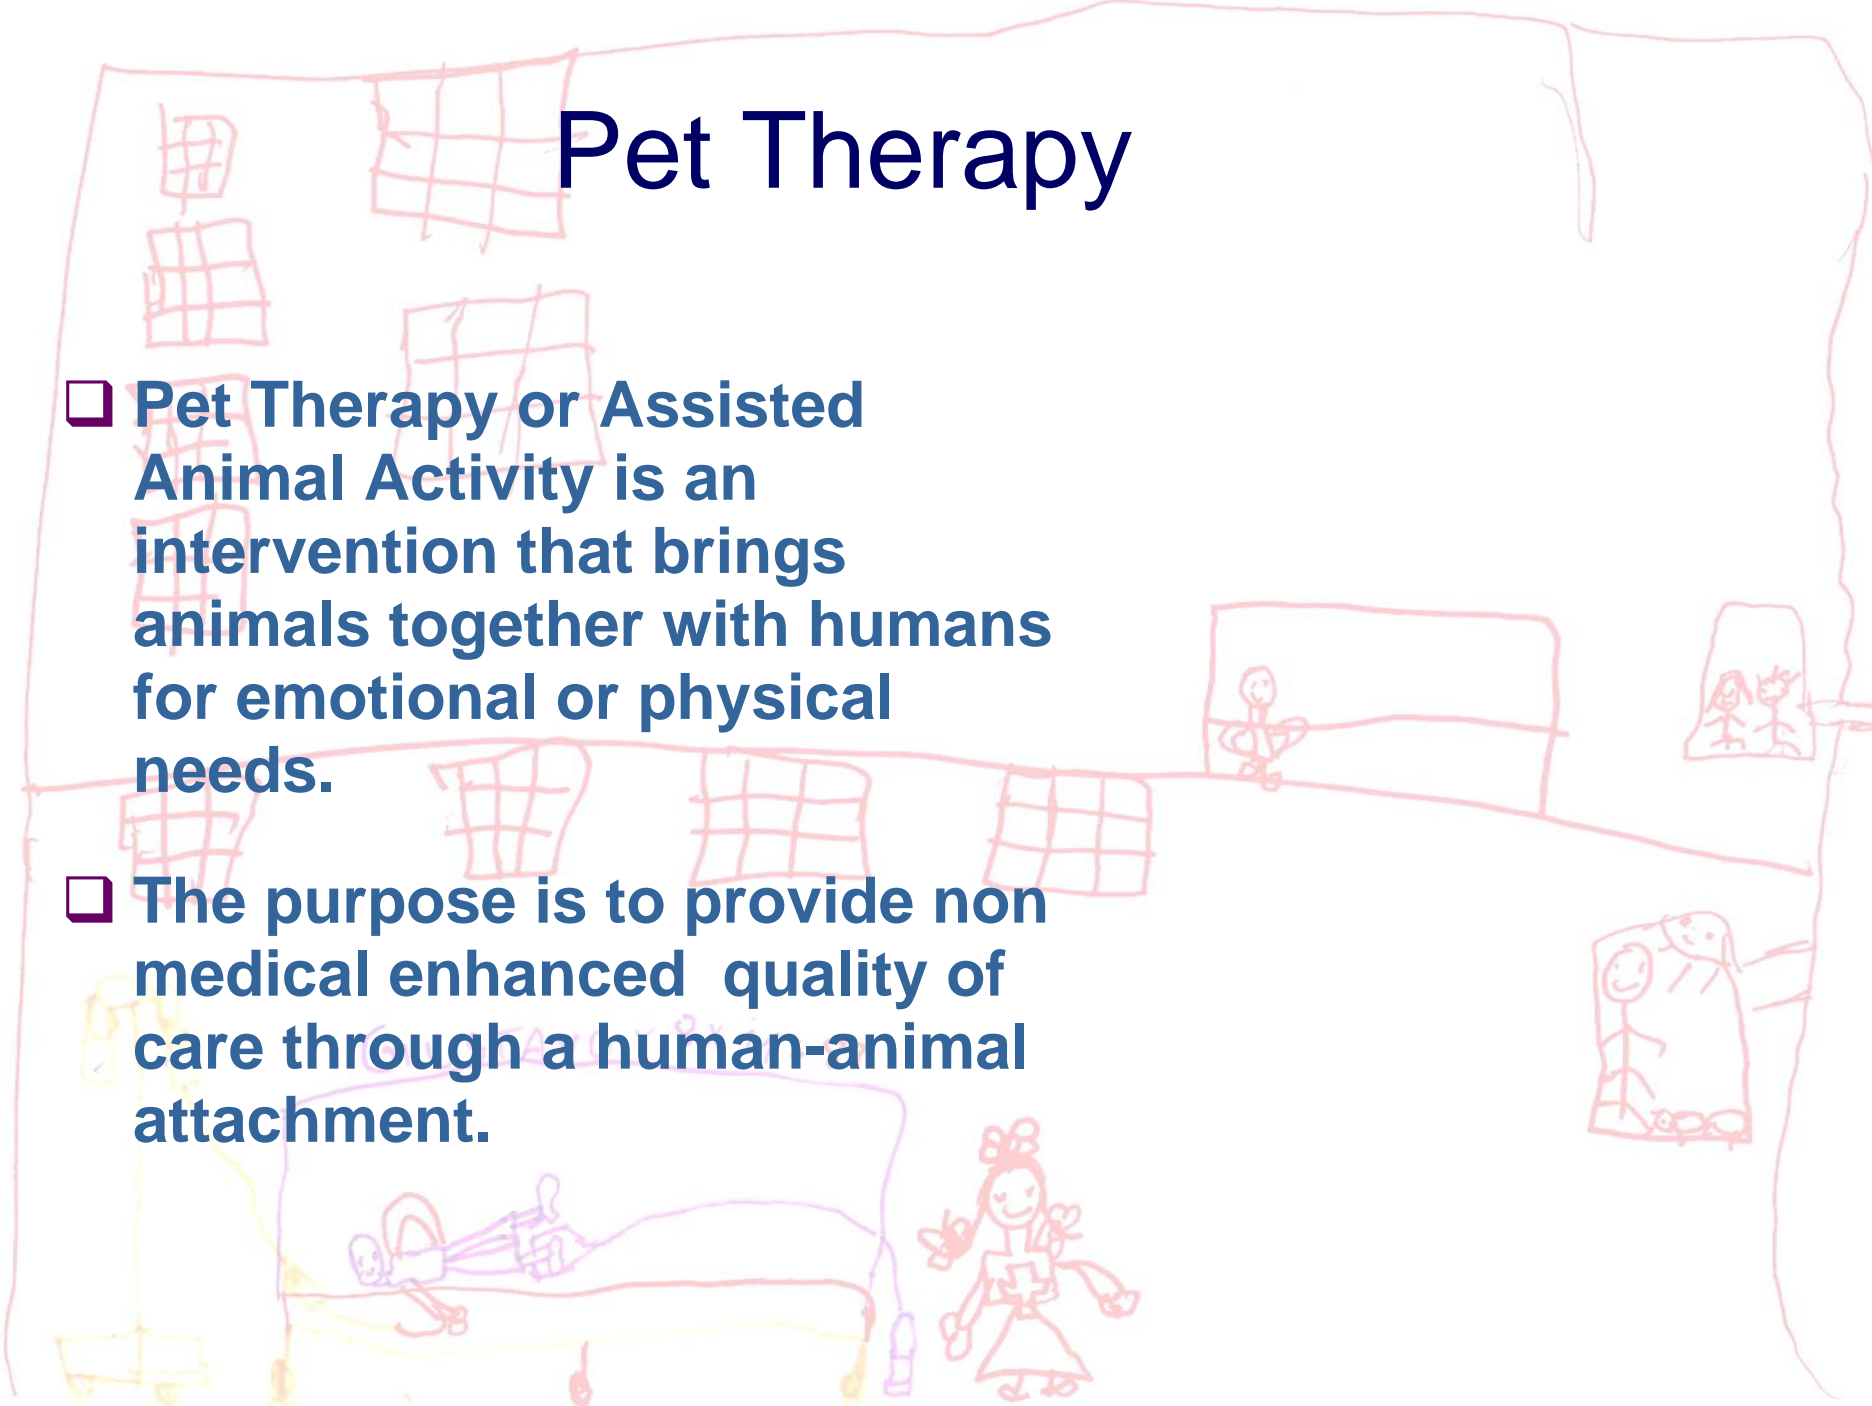 Pet Therapy
Pet Therapy or Assisted
Animal Activity is an
intervention that brings
animals together with humans
for emotional or physical
needs.
The purpose is to provide non
medical enhanced  quality of
care through a human-animal
attachment.